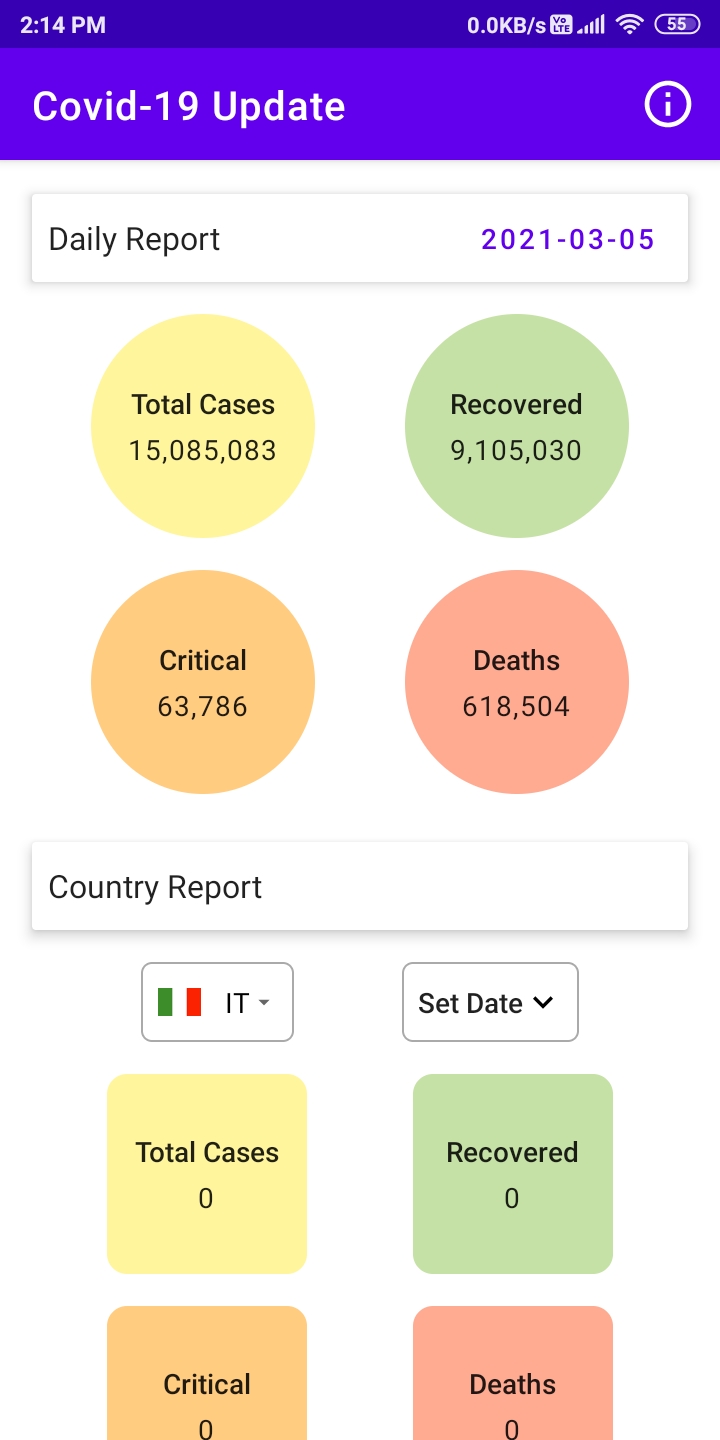 2:14 PM 0.0KB/s Vo LTE 55
Covid-19 Update
Daily Report 2021-03-05
Total Cases Recovered
15,085,083 9,105,030
Critical Deaths
63,786 618,504
Country Report
IT Set Date
Total Cases Recovered
0 0
Critical Deaths
0 0